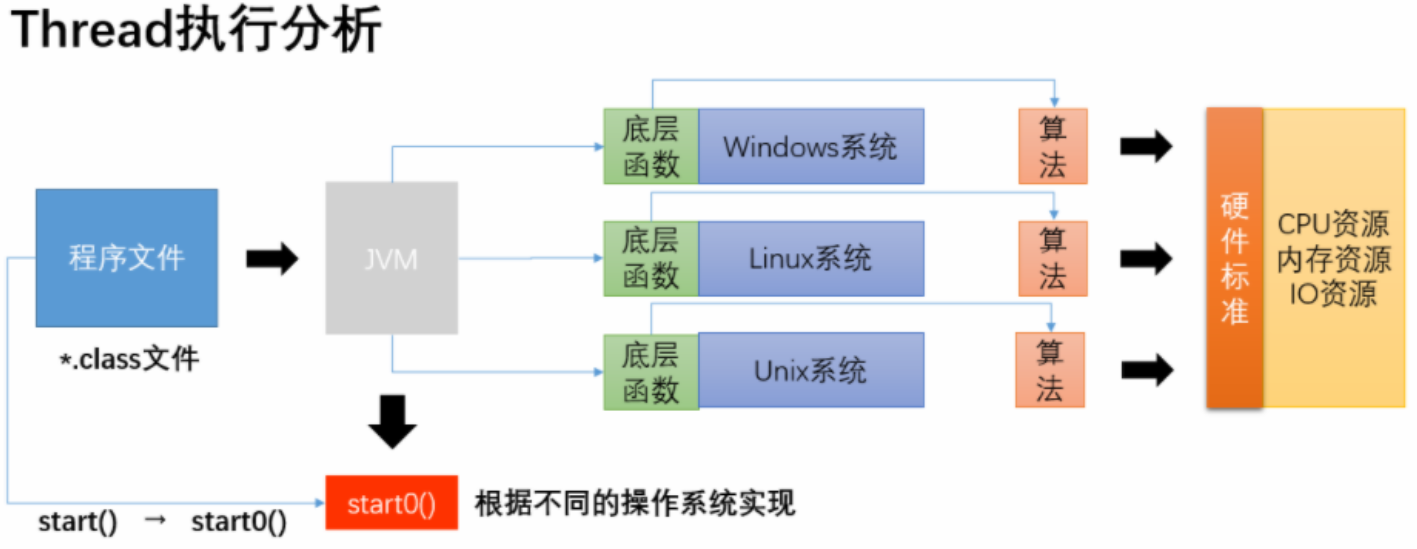 Thread执行分析
程序文件
*.class文件
JVM
底层
函数
Windows系统
算
法
底层
函数
Linux系统
算
法
底层
函数
Unix系统
算
法
硬
件
标
准
CPU资源
内存资源
IO资源
start() → start0()
start0()
根据不同的操作系统实现